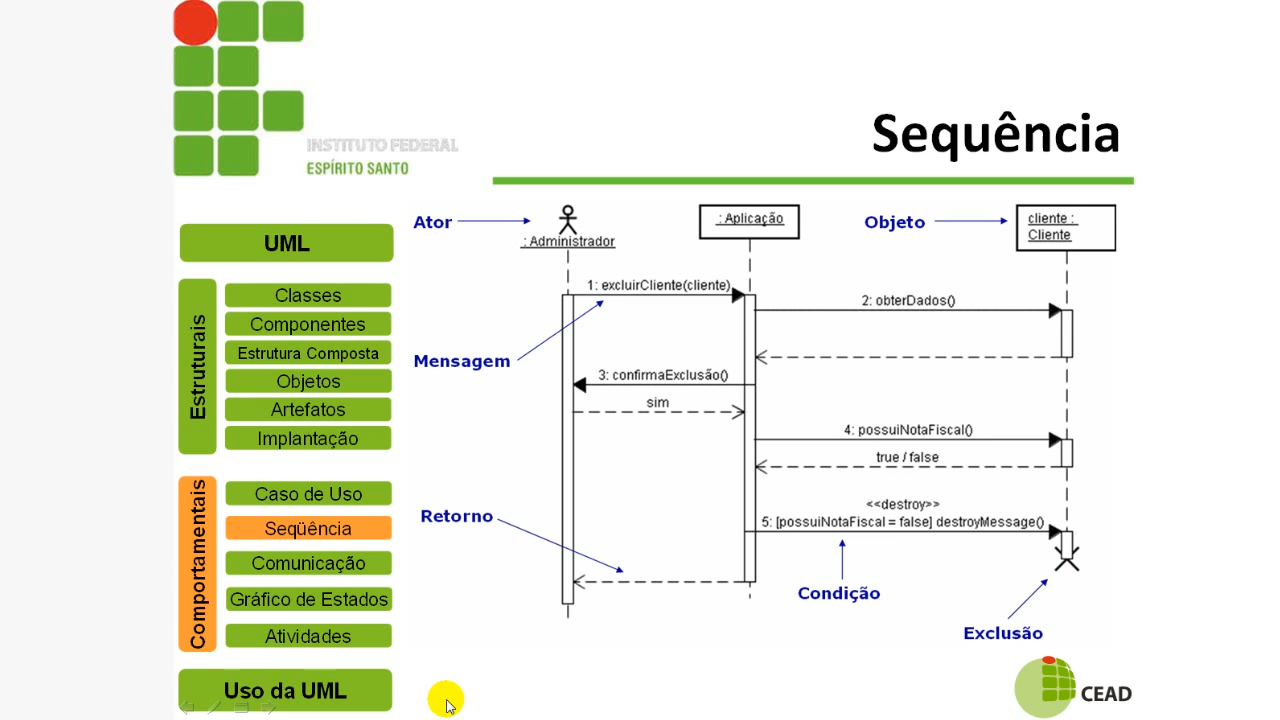 INSTITUTO FEDERAL
ESPÍRITO SANTO
Sequência
UML
Estruturais
Classes
Componentes
Estrutura Composta
Objetos
Artefatos
Implantação
Comportamentais
Caso de Uso
Seqüência
Comunicação
Gráfico de Estados
Atividades
Uso da UML
Ator
: Administrador
: Aplicação
Objeto
cliente :
Cliente
1: excluirCliente(cliente)
2: obterDados()
Mensagem
3: confirmaExclusão()
sim
4: possuiNotaFiscal()
true / false
<<destroy>>
5: [possuiNotaFiscal = false] destroyMessage()
Retorno
Condição
Exclusão
CEAD